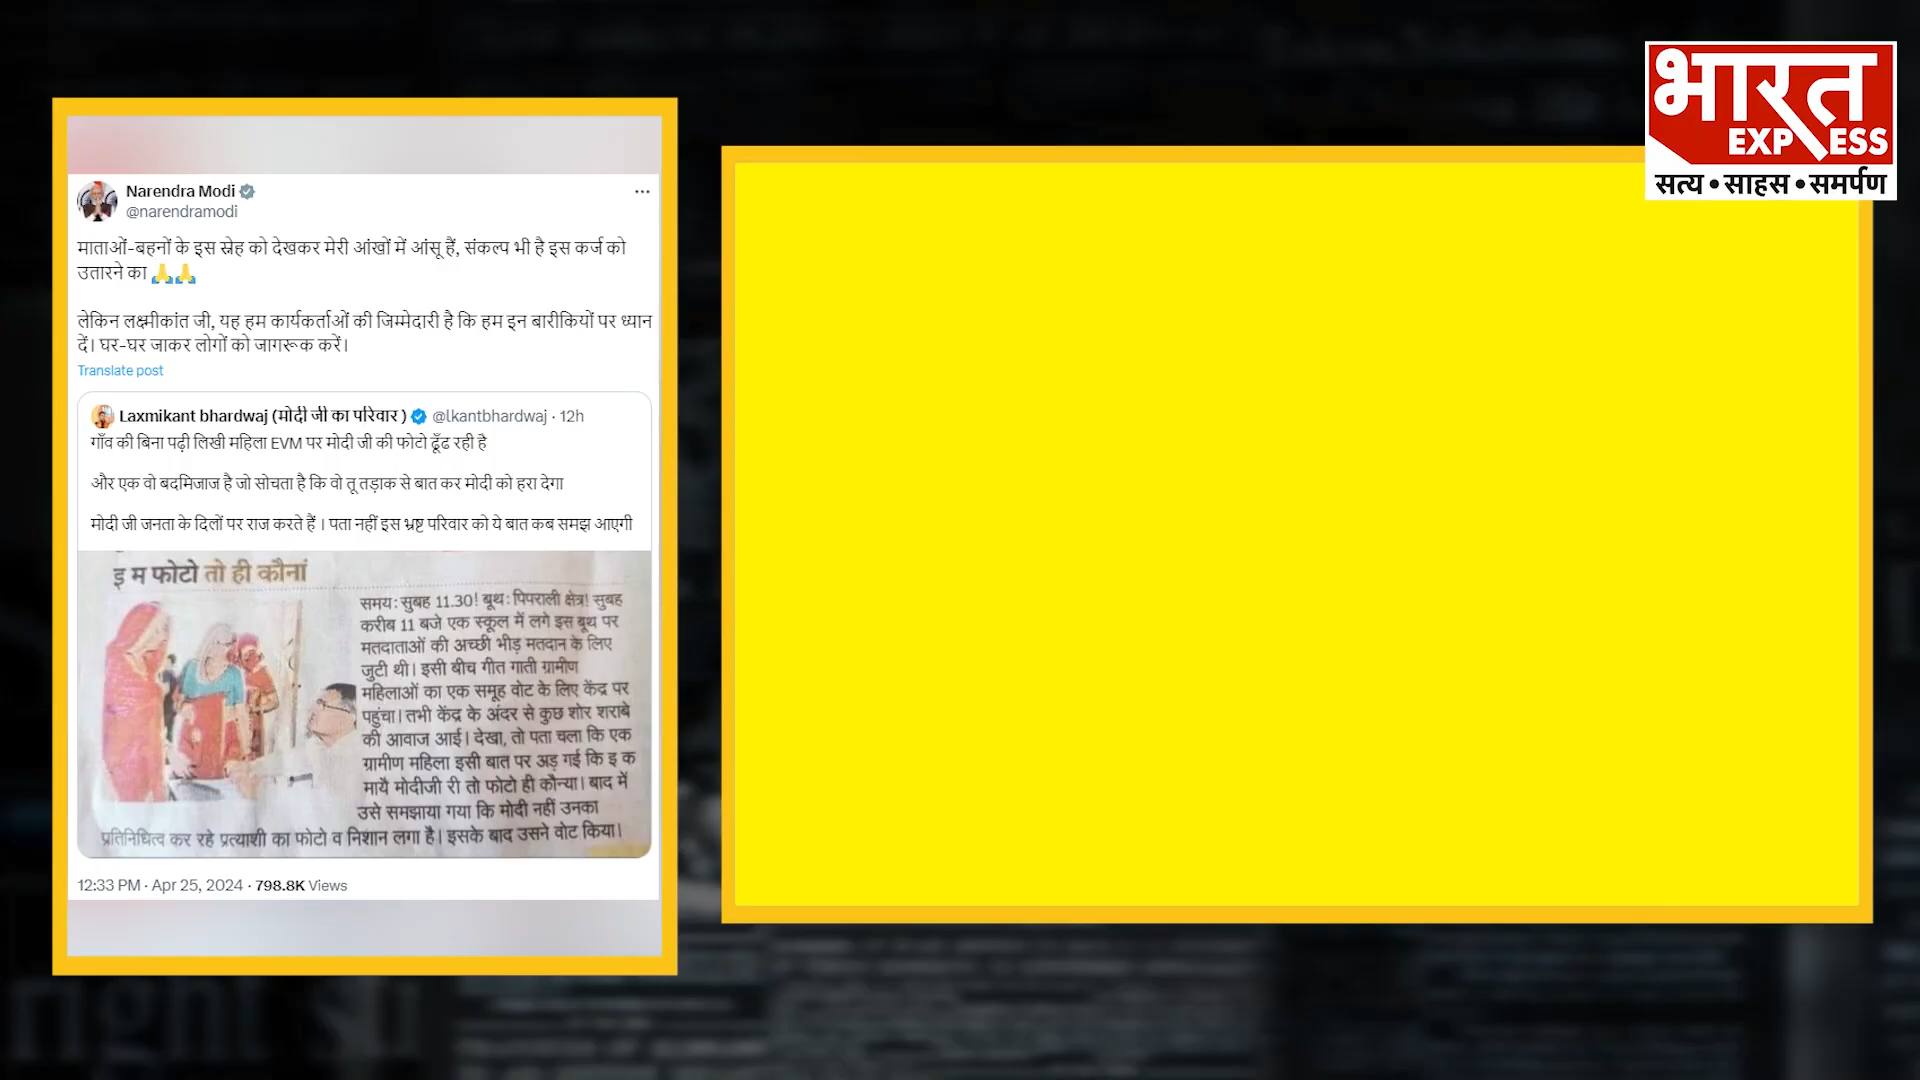 Narendra Modi
@narendramodi
माताओं-बहनों के इस स्नेह को देखकर मेरी आंखों में आंसू हैं, संकल्प भी है इस कर्ज को
उतारने का 🙏🙏
लेकिन लक्ष्मीकांत जी, यह हम कार्यकर्ताओं की जिम्मेदारी है कि हम इन बारीकियों पर ध्यान
दें। घर-घर जाकर लोगों को जागरूक करें।
Translate post
Laxmikant bhardwaj (मोदी जी का परिवार ) @lkantbhardwaj · 12h
गाँव की बिना पढ़ी लिखी महिला EVM पर मोदी जी की फोटो ढूँढ रही है
और एक वो बदमिजाज है जो सोचता है कि वो तू तड़ाक से बात कर मोदी को हरा देगा
मोदी जी जनता के दिलों पर राज करते हैं । पता नहीं इस भ्रष्ट परिवार को ये बात कब समझ आएगी
इ म फोटो तो ही कौनां
समय: सुबह 11.30! बूथ: पिपराली क्षेत्र! सुबह
करीब 11 बजे एक स्कूल में लगे इस बूथ पर
मतदाताओं की अच्छी भीड़ मतदान के लिए
जुटी थी। इसी बीच गीत गाती ग्रामीण
महिलाओं का एक समूह वोट के लिए केंद्र पर
पहुंचा। तभी केंद्र के अंदर से कुछ शोर शराबे
की आवाज आई। देखा, तो पता चला कि एक
ग्रामीण महिला इसी बात पर अड़ गई कि इ क
मायै मोदीजी री तो फोटो ही कौन्या। बाद में
उसे समझाया गया कि मोदी नहीं उनका
प्रतिनिधित्व कर रहे प्रत्याशी का फोटो व निशान लगा है। इसके बाद उसने वोट किया।
12:33 PM · Apr 25, 2024 · 798.8K Views
भारत
EXPRESS
सत्य • साहस • समर्पण